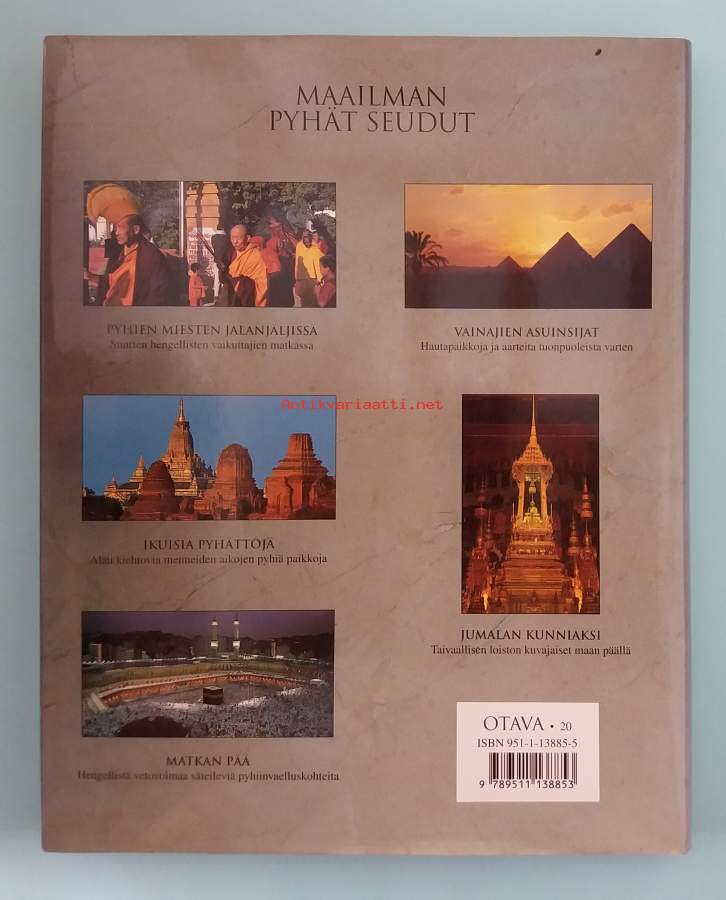 MAAILMAN
PYHÄT SEUDUT
PYHIEN MIESTEN JALANJÄLJISSÄ
Suurten hengellisten vaikuttajien matkassa
VAINAJIEN ASUINSIJAT
Hautapaikkoja ja aarteita tuonpuoleista varten
Antikvariaatti.net
IKUISIA PYHÄTTÖJÄ
Alati kiehtovia menneiden aikojen pyhiä paikkoja
JUMALAN KUNNIAKSI
Taivaallisen loiston kuvajaiset maan päällä
MATKAN PÄÄ
Hengellistä vetovoimaa säteileviä pyhiinvaelluskohteita
OTAVA • 20
ISBN 951-1-13885-5
9 789511 138853